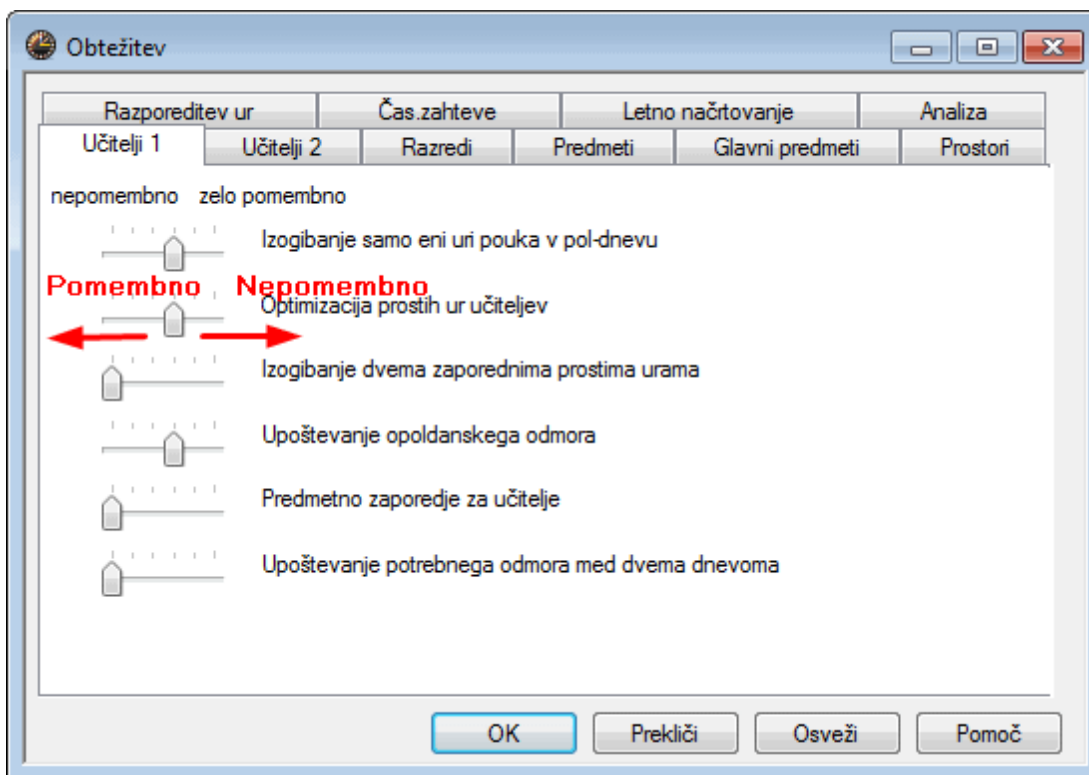 Obtežitev
Razporeditev ur Čas.zahteve Letno načrtovanje Analiza
Učitelji 1 Učitelji 2 Razredi Predmeti Glavni predmeti Prostori
nepomembno zelo pomembno
Izogibanje samo eni uri pouka v pol-dnevu
Pomembno Nepomembno
Optimizacija prostih ur učiteljev
Izogibanje dvema zaporednima prostima urama
Upoštevanje opoldanskega odmora
Predmetno zaporedje za učitelje
Upoštevanje potrebnega odmora med dvema dnevoma
OK Prekliči Osveži Pomoč